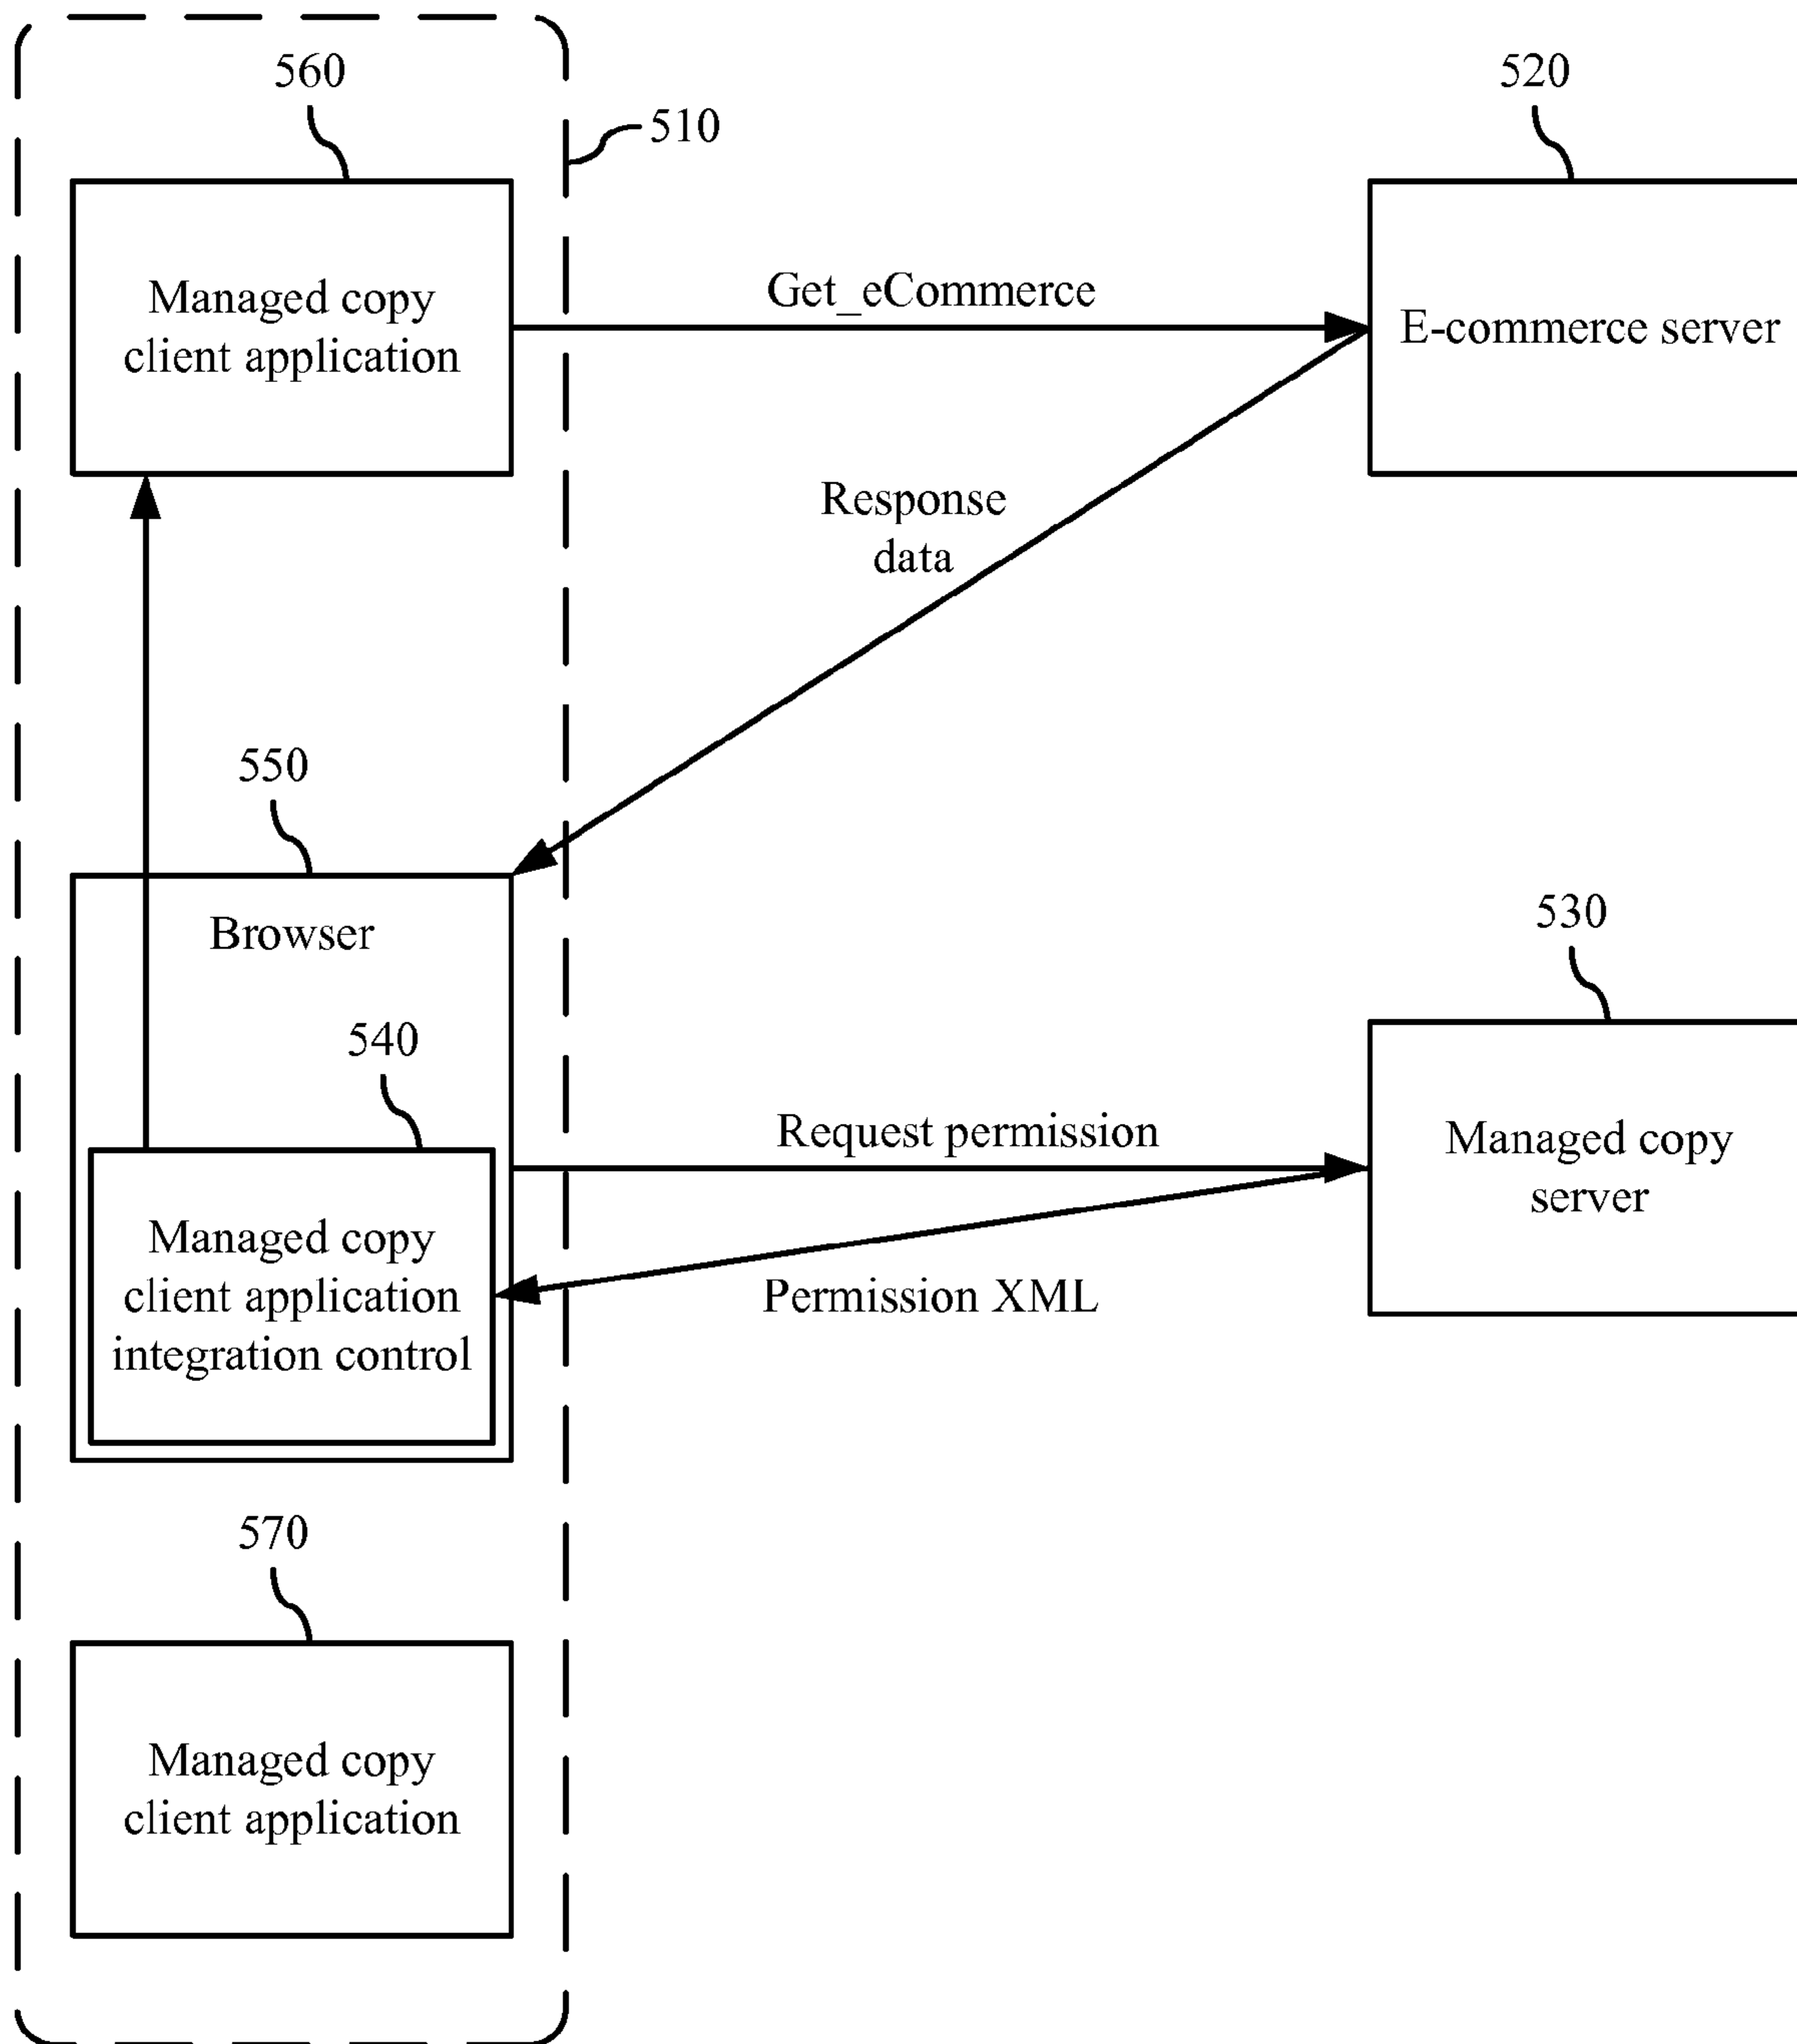 560
520
510
Managed copy
client application
Get_eCommerce
E-commerce server
Response
data
550
Browser
530
540
Request permission
Managed copy
server
Managed copy
client application
integration control
Permission XML
570
Managed copy
client application